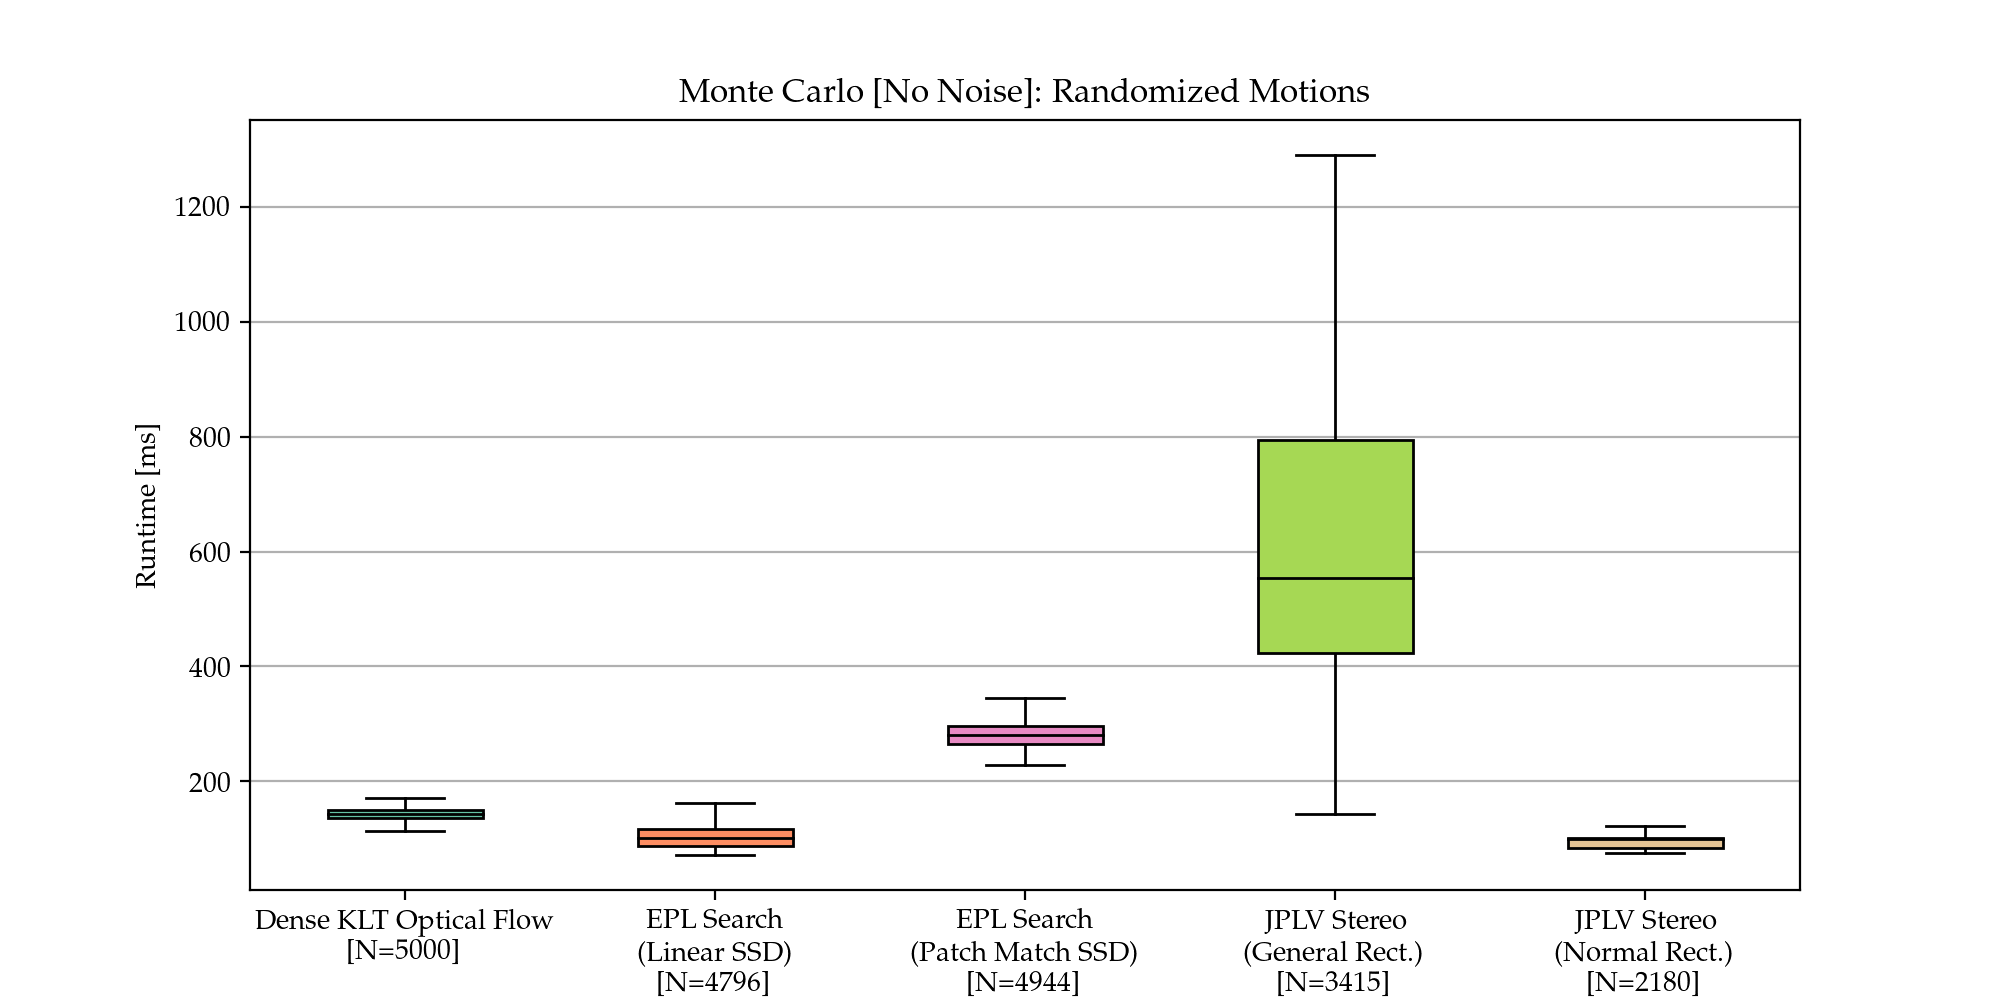 Monte Carlo [No Noise]: Randomized Motions
Runtime [ms]
1200
1000
800
600
400
200
Dense KLT Optical Flow
[N=5000]
EPL Search
(Linear SSD)
[N=4796]
EPL Search
(Patch Match SSD)
[N=4944]
JPLV Stereo
(General Rect.)
[N=3415]
JPLV Stereo
(Normal Rect.)
[N=2180]